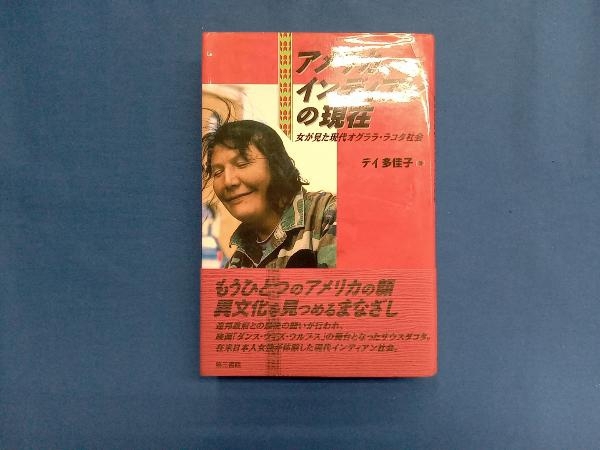 アメリカ・
インディアン
の現在
女が見た現代オグララ・ラコタ社会
デイ多佳子 著
もうひとつのアメリカの顔
異文化を見つめるまなざし
連邦政府との最後の闘いが行われ、
映画「ダンス・ウィズ・ウルブス」の舞台となったサウスダコタ。
在米日本人女性が体験した現代インディアン社会。
第三書館